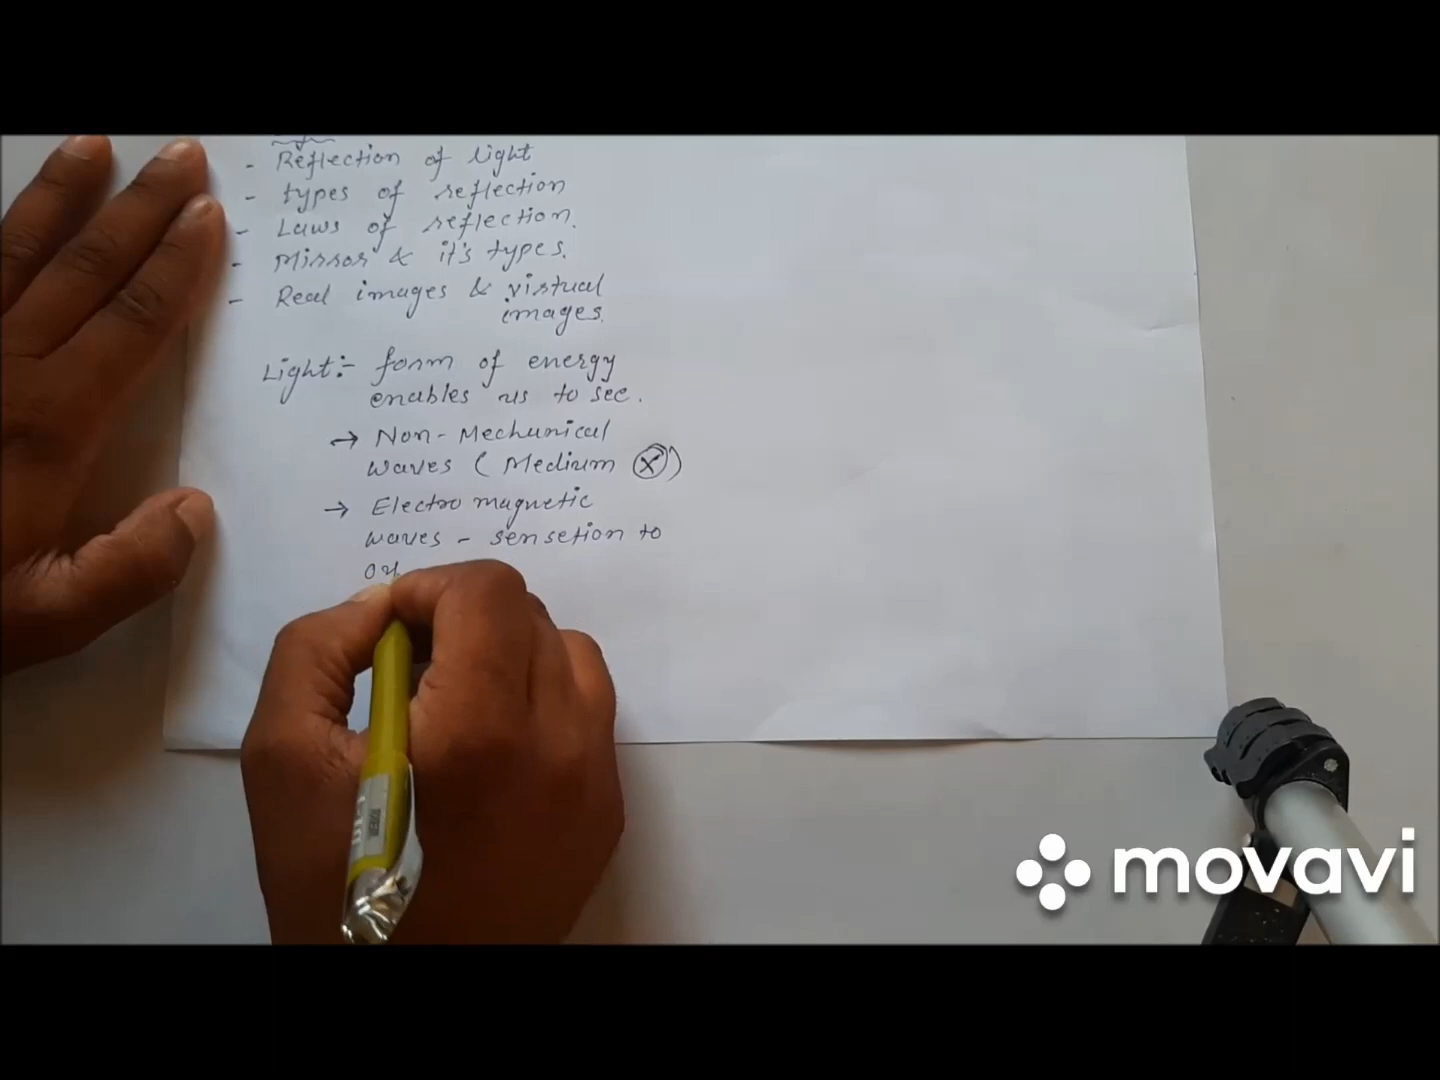 - Reflection of light
- types of reflection
- Laws of reflection.
- Mirror & it's types.
- Real images & virtual
images.
Light:- form of energy
enables us to see.
→ Non-Mechanical
waves ( Medium X )
→ Electro magnetic
waves - sensetion to
ou
movavi